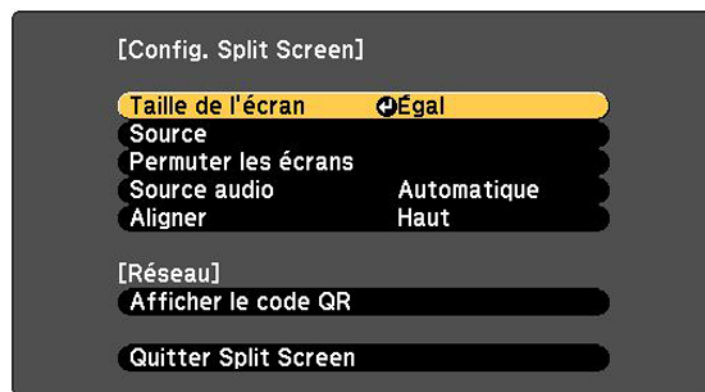 [Config. Split Screen]
Taille de l'écran Égal
Source
Permuter les écrans
Source audio Automatique
Aligner Haut
[Réseau]
Afficher le code QR
Quitter Split Screen